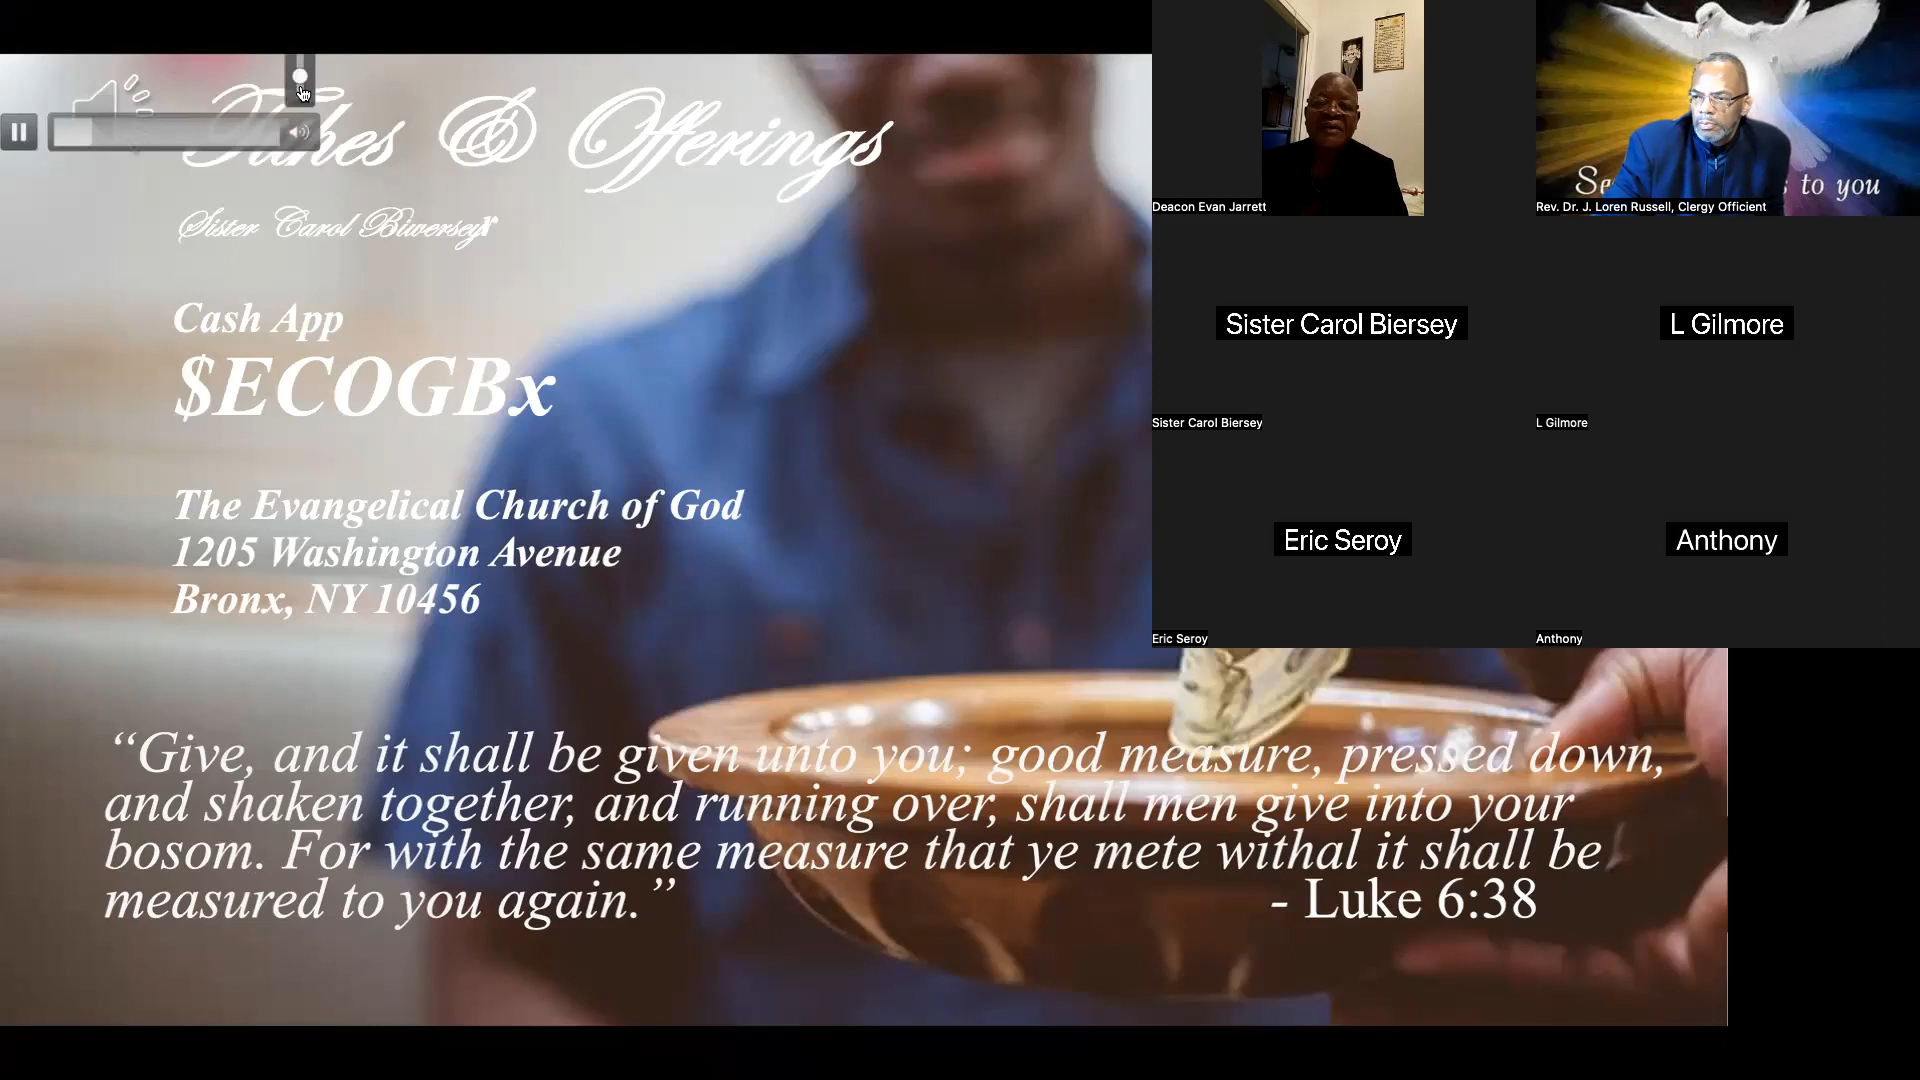 Tithes & Offerings
Sister Carol Biwerseyr
Cash App
$ECOGBx
The Evangelical Church of God
1205 Washington Avenue
Bronx, NY 10456
“Give, and it shall be given unto you; good measure, pressed down,
and shaken together, and running over, shall men give into your
bosom. For with the same measure that ye mete withal it shall be
measured to you again.”
- Luke 6:38
to you
Deacon Evan Jarrett
Rev. Dr. J. Loren Russell, Clergy Officient
Sister Carol Biersey
L Gilmore
Sister Carol Biersey
L Gilmore
Eric Seroy
Anthony
Eric Seroy
Anthony